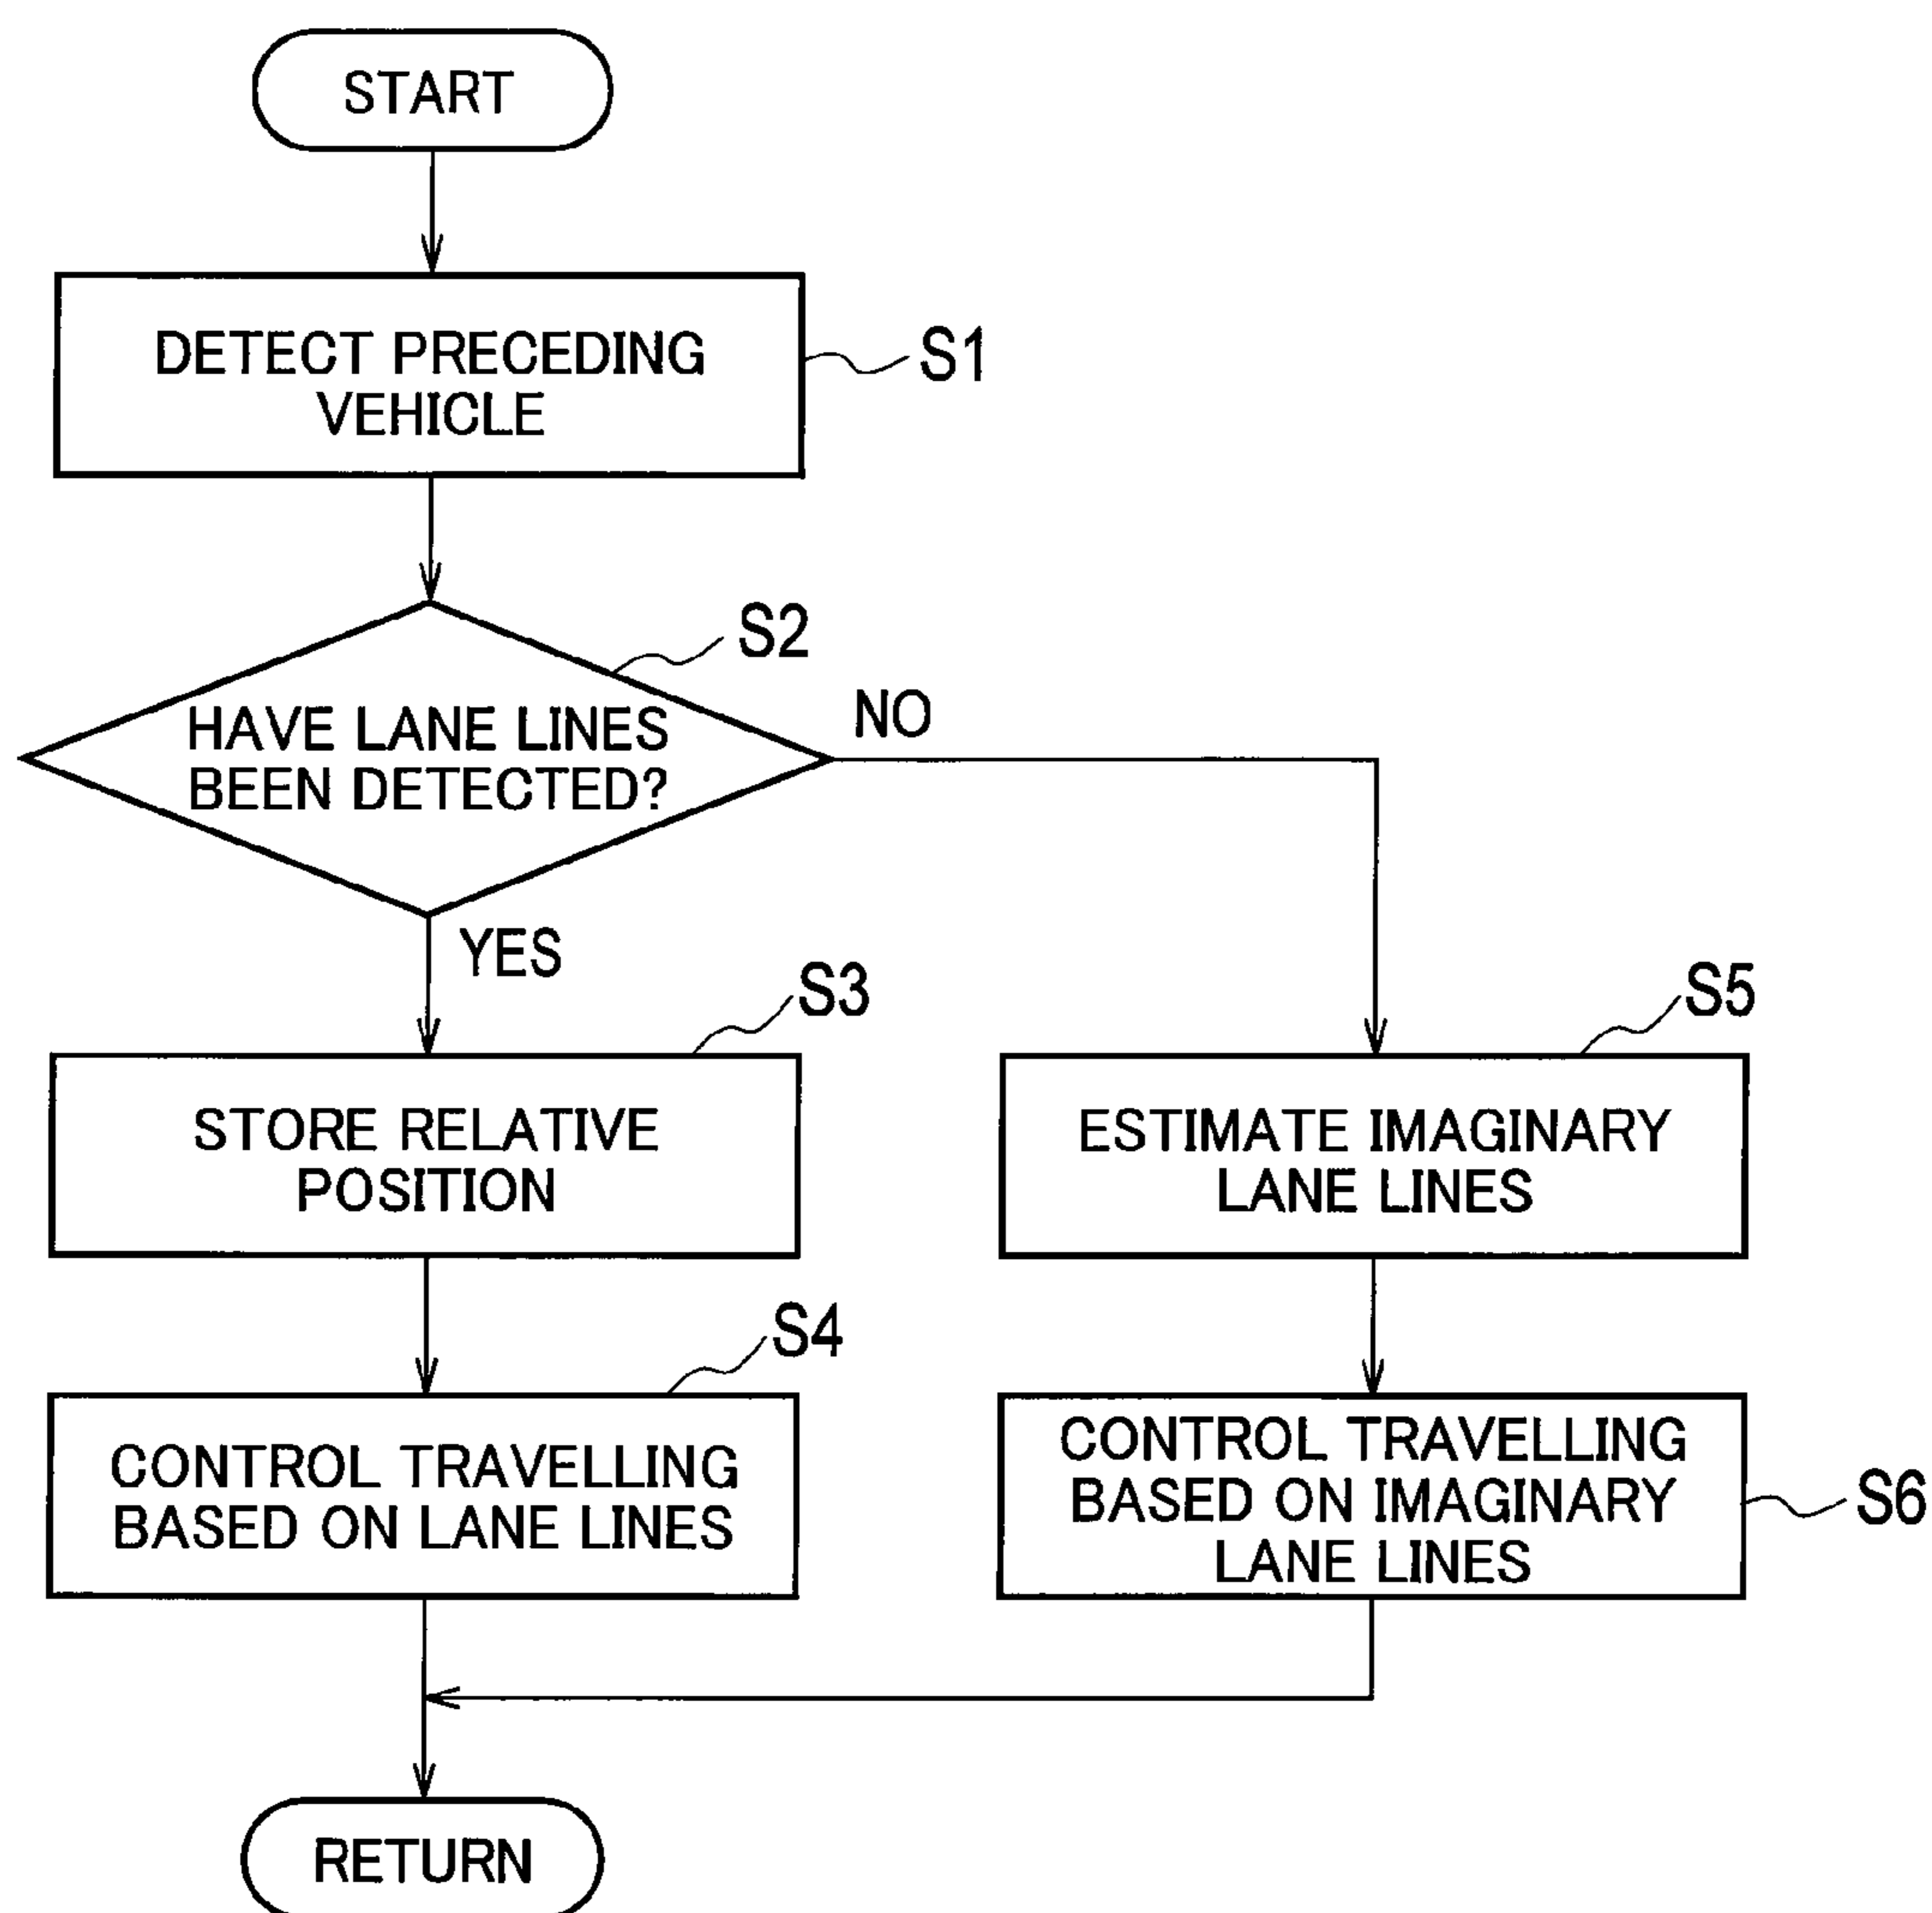 START
DETECT PRECEDING
VEHICLE
S1
S2
HAVE LANE LINES
BEEN DETECTED?
NO
YES
S3
STORE RELATIVE
POSITION
S5
ESTIMATE IMAGINARY
LANE LINES
S4
CONTROL TRAVELLING
BASED ON LANE LINES
CONTROL TRAVELLING
BASED ON IMAGINARY
LANE LINES
S6
RETURN